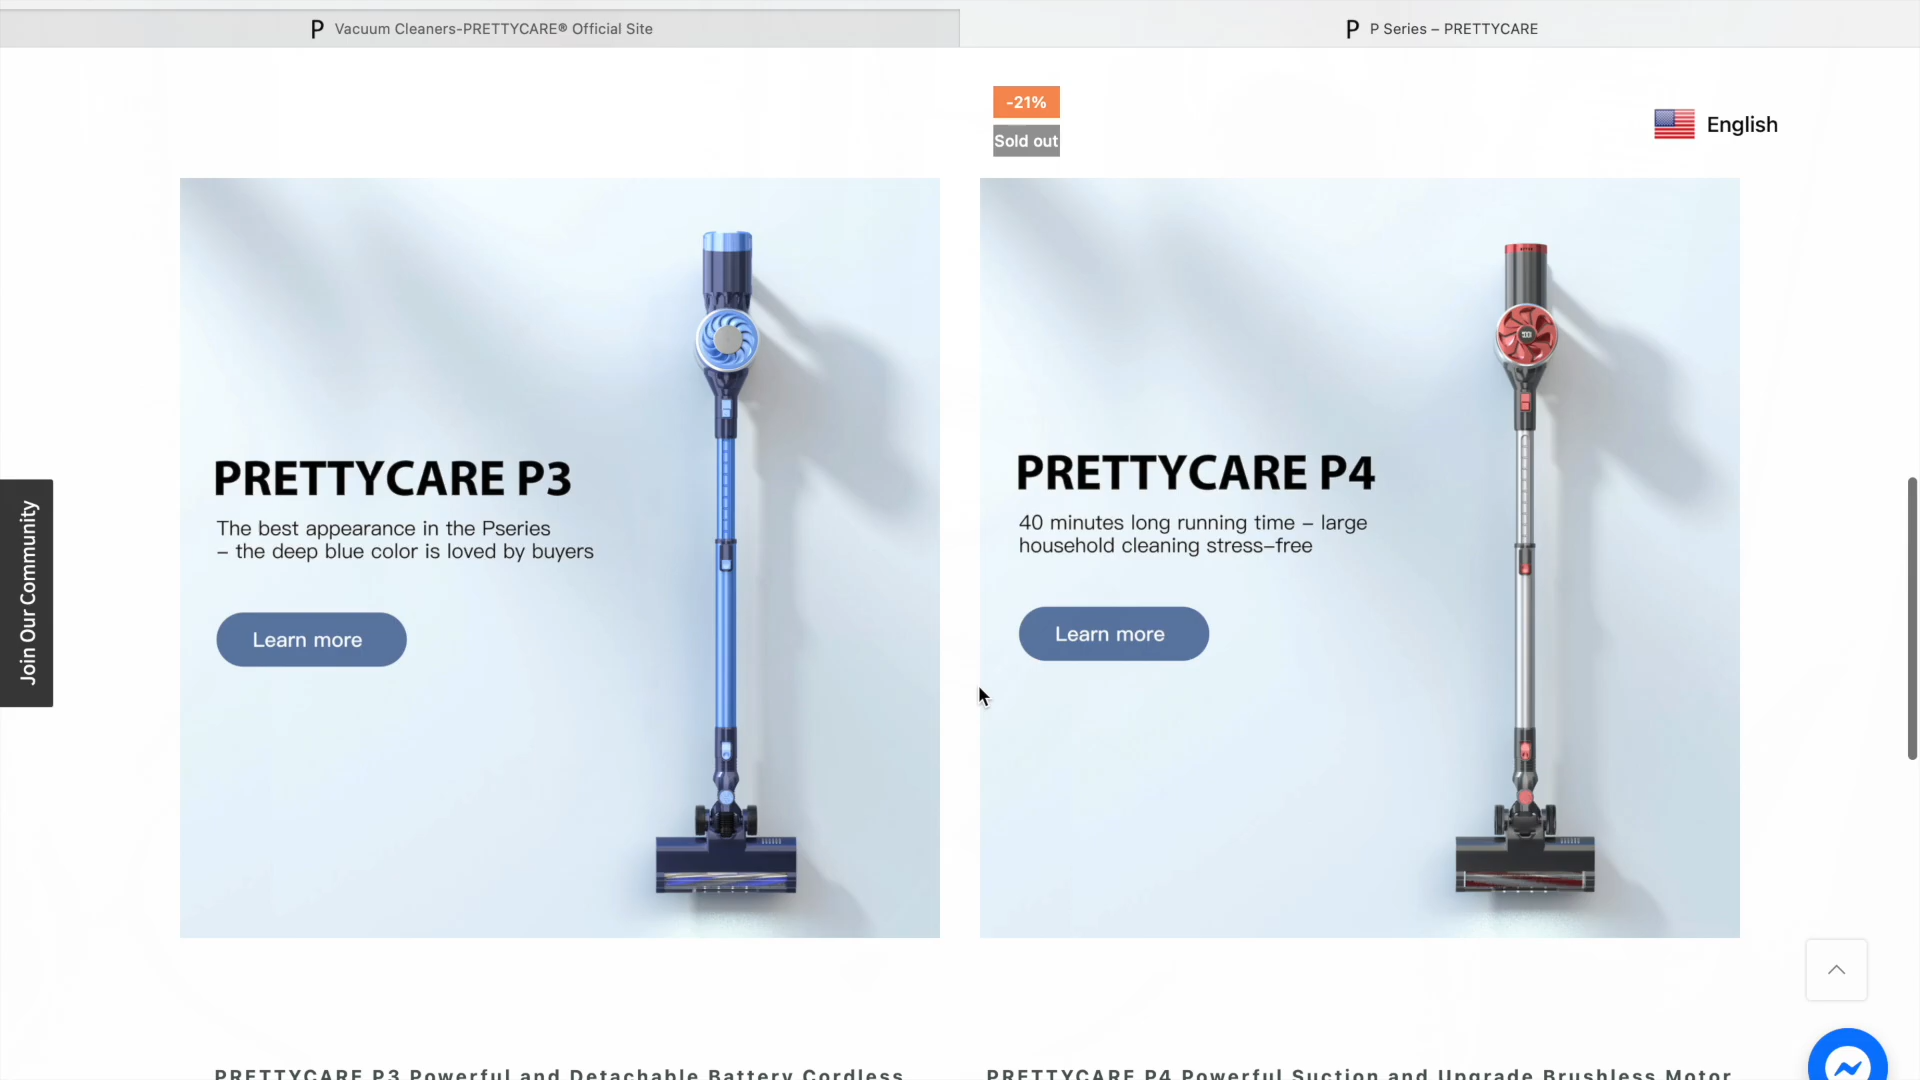 P Vacuum Cleaners-PRETTYCARE® Official Site
P P Series – PRETTYCARE
-21%
Sold out
English
PRETTYCARE P3
The best appearance in the Pseries
– the deep blue color is loved by buyers
Learn more
PRETTYCARE P4
40 minutes long running time – large
household cleaning stress–free
Learn more
Join Our Community
PRETTYCARE P3 Powerful and Detachable Battery Cordless
PRETTYCARE P4 Powerful Suction and Upgrade Brushless Motor